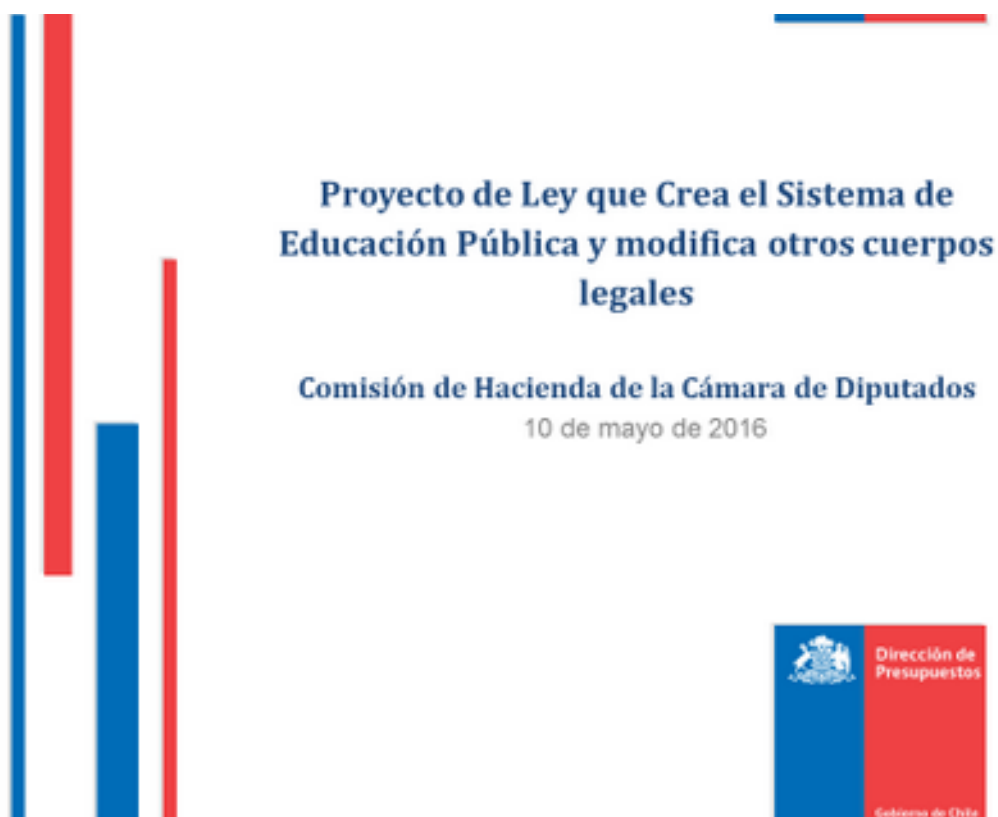 Proyecto de Ley que Crea el Sistema de
Educación Pública y modifica otros cuerpos
legales
Comisión de Hacienda de la Cámara de Diputados
10 de mayo de 2016
Dirección de
Presupuestos
Gobierno de Chile